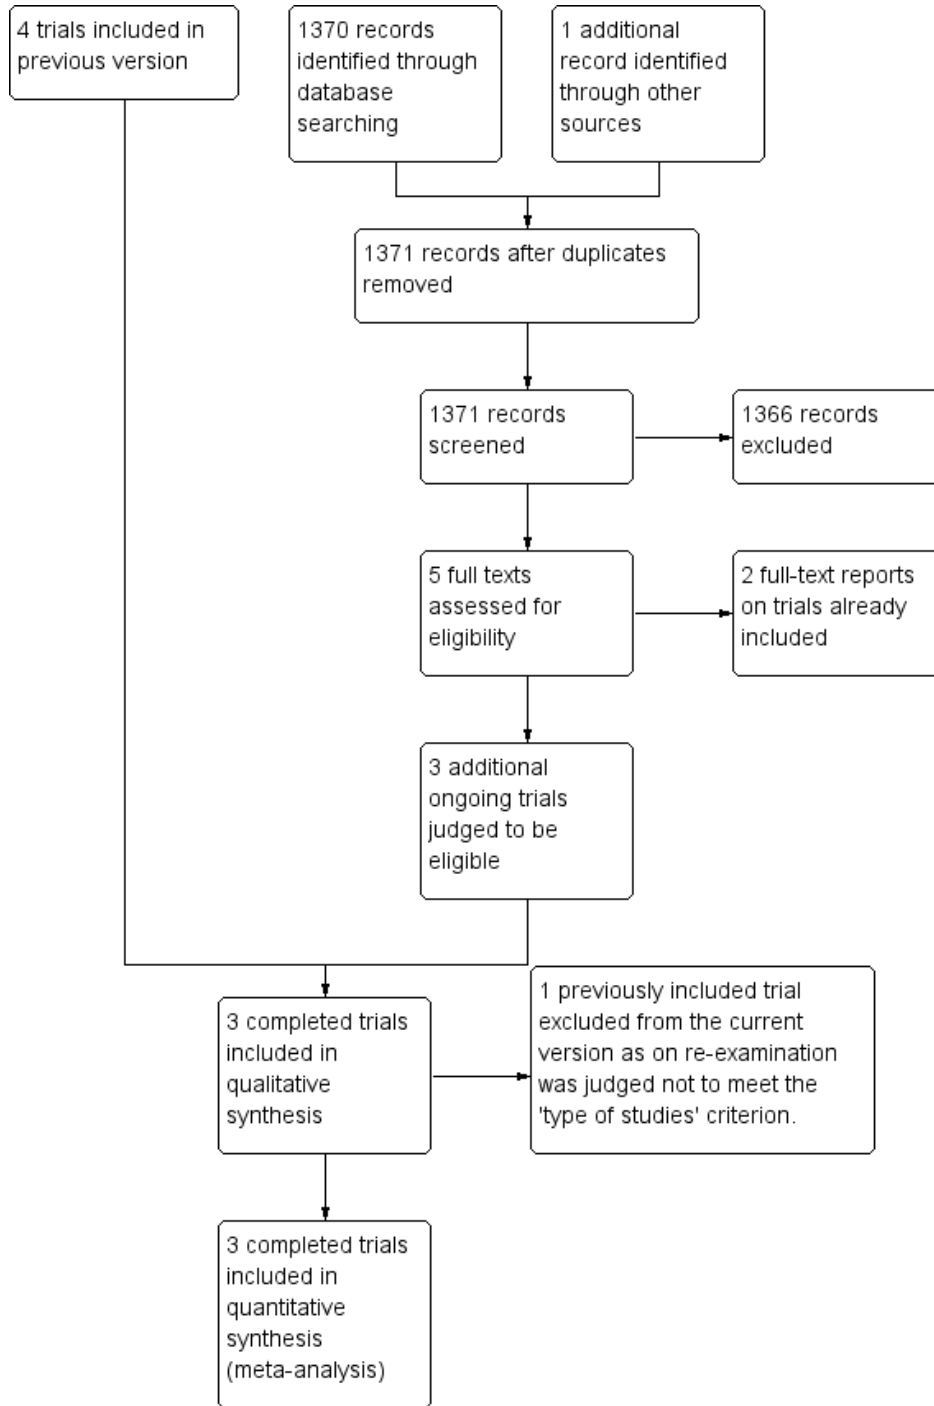 4 trials included in
previous version
1370 records
identified through
database
searching
1 additional
record identified
through other
sources
1371 records after duplicates
removed
1371 records
screened
1366 records
excluded
5 full texts
assessed for
eligibility
2 full-text reports
on trials already
included
3 additional
ongoing trials
judged to be
eligible
3 completed trials
included in
qualitative
synthesis
1 previously included trial
excluded from the current
version as on re-examination
was judged not to meet the
'type of studies' criterion.
3 completed trials
included in
quantitative
synthesis
(meta-analysis)